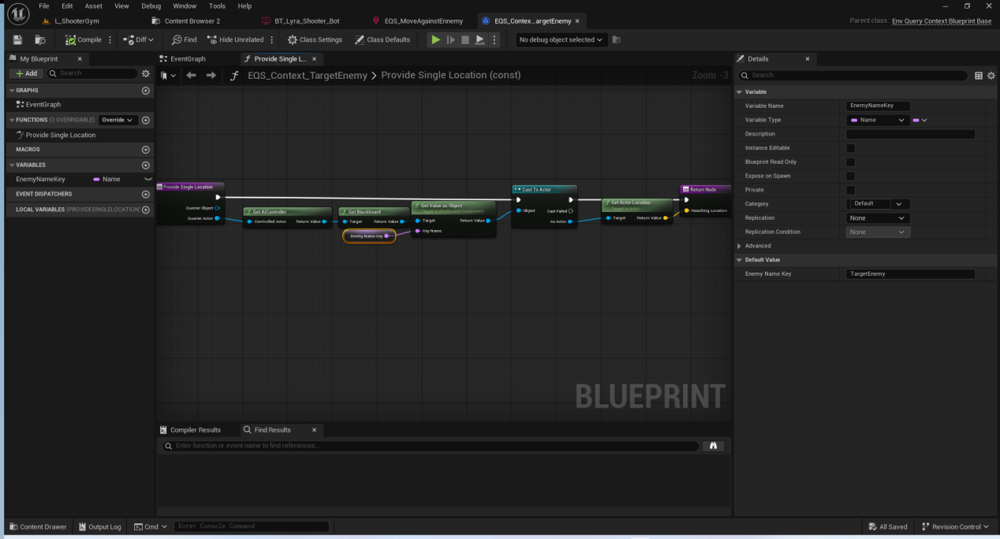 File Edit Asset View Debug Window Tools Help
L_ShooterGym
Content Browser 2
BT_Lyra_Shooter_Bot
EQS_MoveAgainstEnnemy
EQS_Contex...argetEnemy
Parent class: Env Query Context Blueprint Base
Compile
Diff
Find
Hide Unrelated
Class Settings
Class Defaults
No debug object selected
My Blueprint
Add
Search
GRAPHS
EventGraph
FUNCTIONS (3 OVERRIDABLE) Override
Provide Single Location
MACROS
VARIABLES
EnemyNameKey Name
EVENT DISPATCHERS
LOCAL VARIABLES (PROVIDESINGLELOCATION)
EventGraph
Provide Single L...
EQS_Context_TargetEnemy > Provide Single Location (const)
Zoom -3
Provide Single Location
Querier Object
Querier Actor
Get AIController
Controlled Actor Return Value
Get Blackboard
Target Return Value
Enemy Name Key
Get Value as Object
Target is Blackboard Component
Target Return Value
Key Name
Cast To Actor
Object Cast Failed
As Actor
Get Actor Location
Target is Actor
Target Return Value
Return Node
Resulting Location
BLUEPRINT
Compiler Results
Find Results
Enter function or event name to find references...
Details
Search
Variable
Variable Name EnemyNameKey
Variable Type Name
Description
Instance Editable
Blueprint Read Only
Expose on Spawn
Private
Category Default
Replication None
Replication Condition None
Advanced
Default Value
Enemy Name Key TargetEnemy
Content Drawer
Output Log
Cmd
Enter Console Command
All Saved
Revision Control